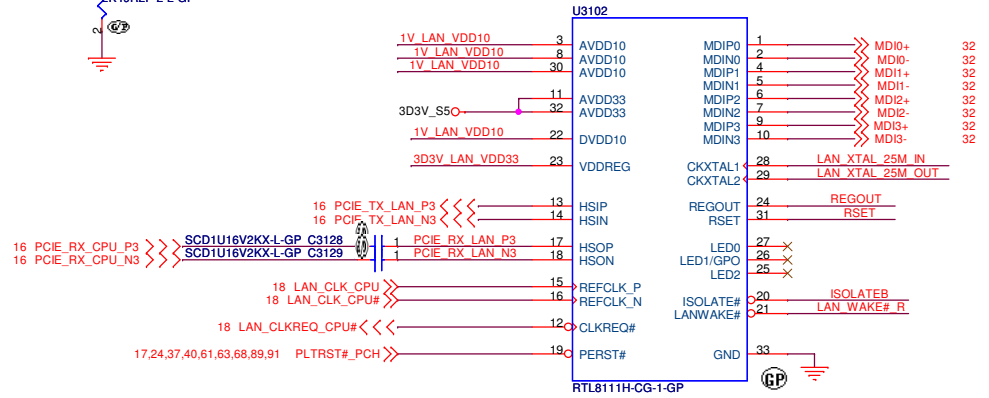 U3102
1V_LAN_VDD10 3 AVDD10 MDIP0 1 MDI0+ 32
1V_LAN_VDD10 8 AVDD10 MDIN0 2 MDI0- 32
1V_LAN_VDD10 30 AVDD10 MDIP1 4 MDI1+ 32
MDIN1 5 MDI1- 32
11 AVDD33 MDIP2 6 MDI2+ 32
3D3V_S5 32 AVDD33 MDIN2 7 MDI2- 32
MDIP3 9 MDI3+ 32
1V_LAN_VDD10 22 DVDD10 MDIN3 10 MDI3- 32
3D3V_LAN_VDD33 23 VDDREG CKXTAL1 28 LAN_XTAL_25M_IN
CKXTAL2 29 LAN_XTAL_25M_OUT
16 PCIE_TX_LAN_P3 13 HSIP REGOUT 24 REGOUT
16 PCIE_TX_LAN_N3 14 HSIN RSET 31 RSET
16 PCIE_RX_CPU_P3 SCD1U16V2KX-L-GP C3128 1 PCIE_RX_LAN_P3 17 HSOP LED0 27
16 PCIE_RX_CPU_N3 SCD1U16V2KX-L-GP C3129 1 PCIE_RX_LAN_N3 18 HSON LED1/GPO 26
LED2 25
18 LAN_CLK_CPU 15 REFCLK_P
18 LAN_CLK_CPU# 16 REFCLK_N ISOLATE# 20 ISOLATEB
LANWAKE# 21 LAN_WAKE#_R
18 LAN_CLKREQ_CPU# 12 CLKREQ#
17,24,37,40,61,63,68,89,91 PLTRST#_PCH 19 PERST# GND 33
GP
RTL8111H-CG-1-GP
2